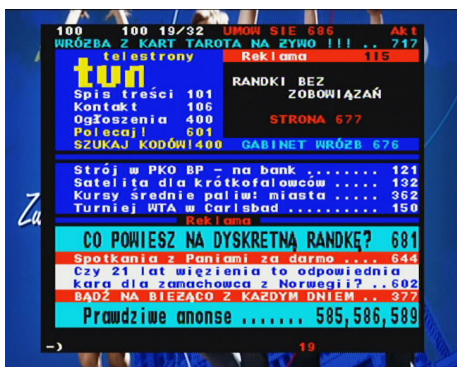 100 100 19/32 UMOW SIE 686 Akt
WRÓŻBA Z KART TAROTA NA ŻYWO !!! .. 717
telestrony
tvn
Reklama 115
RANDKI BEZ
ZOBOWIĄZAŃ
STRONA 677
Spis treści 101
Kontakt 106
Ogłoszenia 400
Polecaj! 601
SZUKAJ KODÓW!400 GABINET WRÓŻB 676
Strój w PKO BP – na bank ........ 121
Satelita dla krótkofalowców ..... 132
Kursy średnie paliw: miasta ..... 362
Turniej WTA w Carlsbad .......... 150
Reklama
CO POWIESZ NA DYSKRETNĄ RANDKĘ? 681
Spotkania z Paniami za darmo .... 644
Czy 21 lat więzienia to odpowiednia
kara dla zamachowca z Norwegii? ..602
BĄDŹ NA BIEŻĄCO Z KAŻDYM DNIEM .. 377
Prawdziwe anonse ....... 585,586,589
–) 19